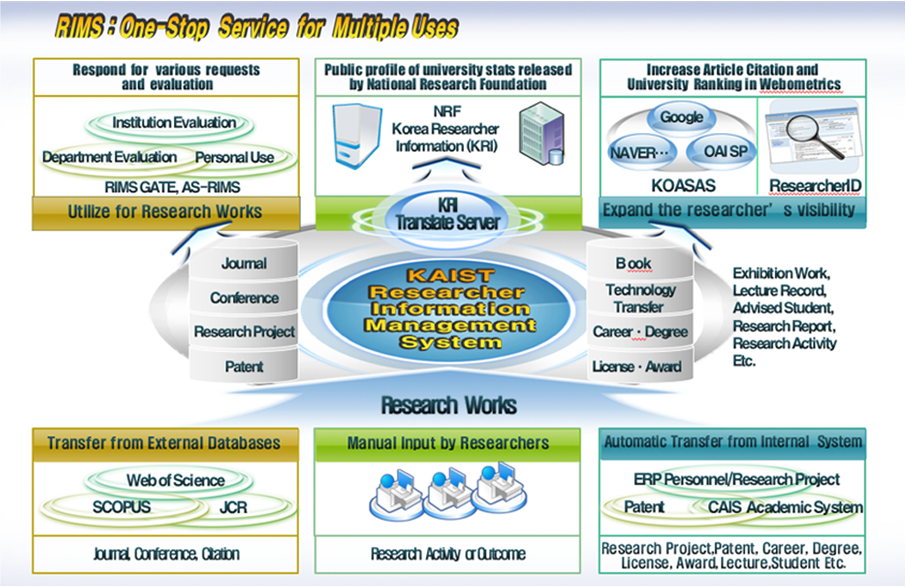 RIMS : One-Stop Service for Multiple Uses
Respond for various requests
and evaluation
Institution Evaluation
Department Evaluation
Personal Use
RIMS GATE, AS-RIMS
Utilize for Research Works
Public profile of university stats released
by National Research Foundation
NRF
Korea Researcher
Information (KRI)
KRI
Translate Server
Increase Article Citation and
University Ranking in Webometrics
Google
NAVER…
OAI SP
KOASAS
ResearcherID
Expand the researcher's visibility
Journal
Conference
Research Project
Patent
KAIST
Researcher
Information
Management
System
Book
Technology
Transfer
Career · Degree
License · Award
Exhibition Work,
Lecture Record,
Advised Student,
Research Report,
Research Activity
Etc.
Research Works
Transfer from External Databases
Web of Science
SCOPUS
JCR
Journal, Conference, Citation
Manual Input by Researchers
Research Activity or Outcome
Automatic Transfer from Internal System
ERP Personnel/Research Project
Patent
CAIS Academic System
Research Project,Patent, Career, Degree,
License, Award,Lecture,Student Etc.